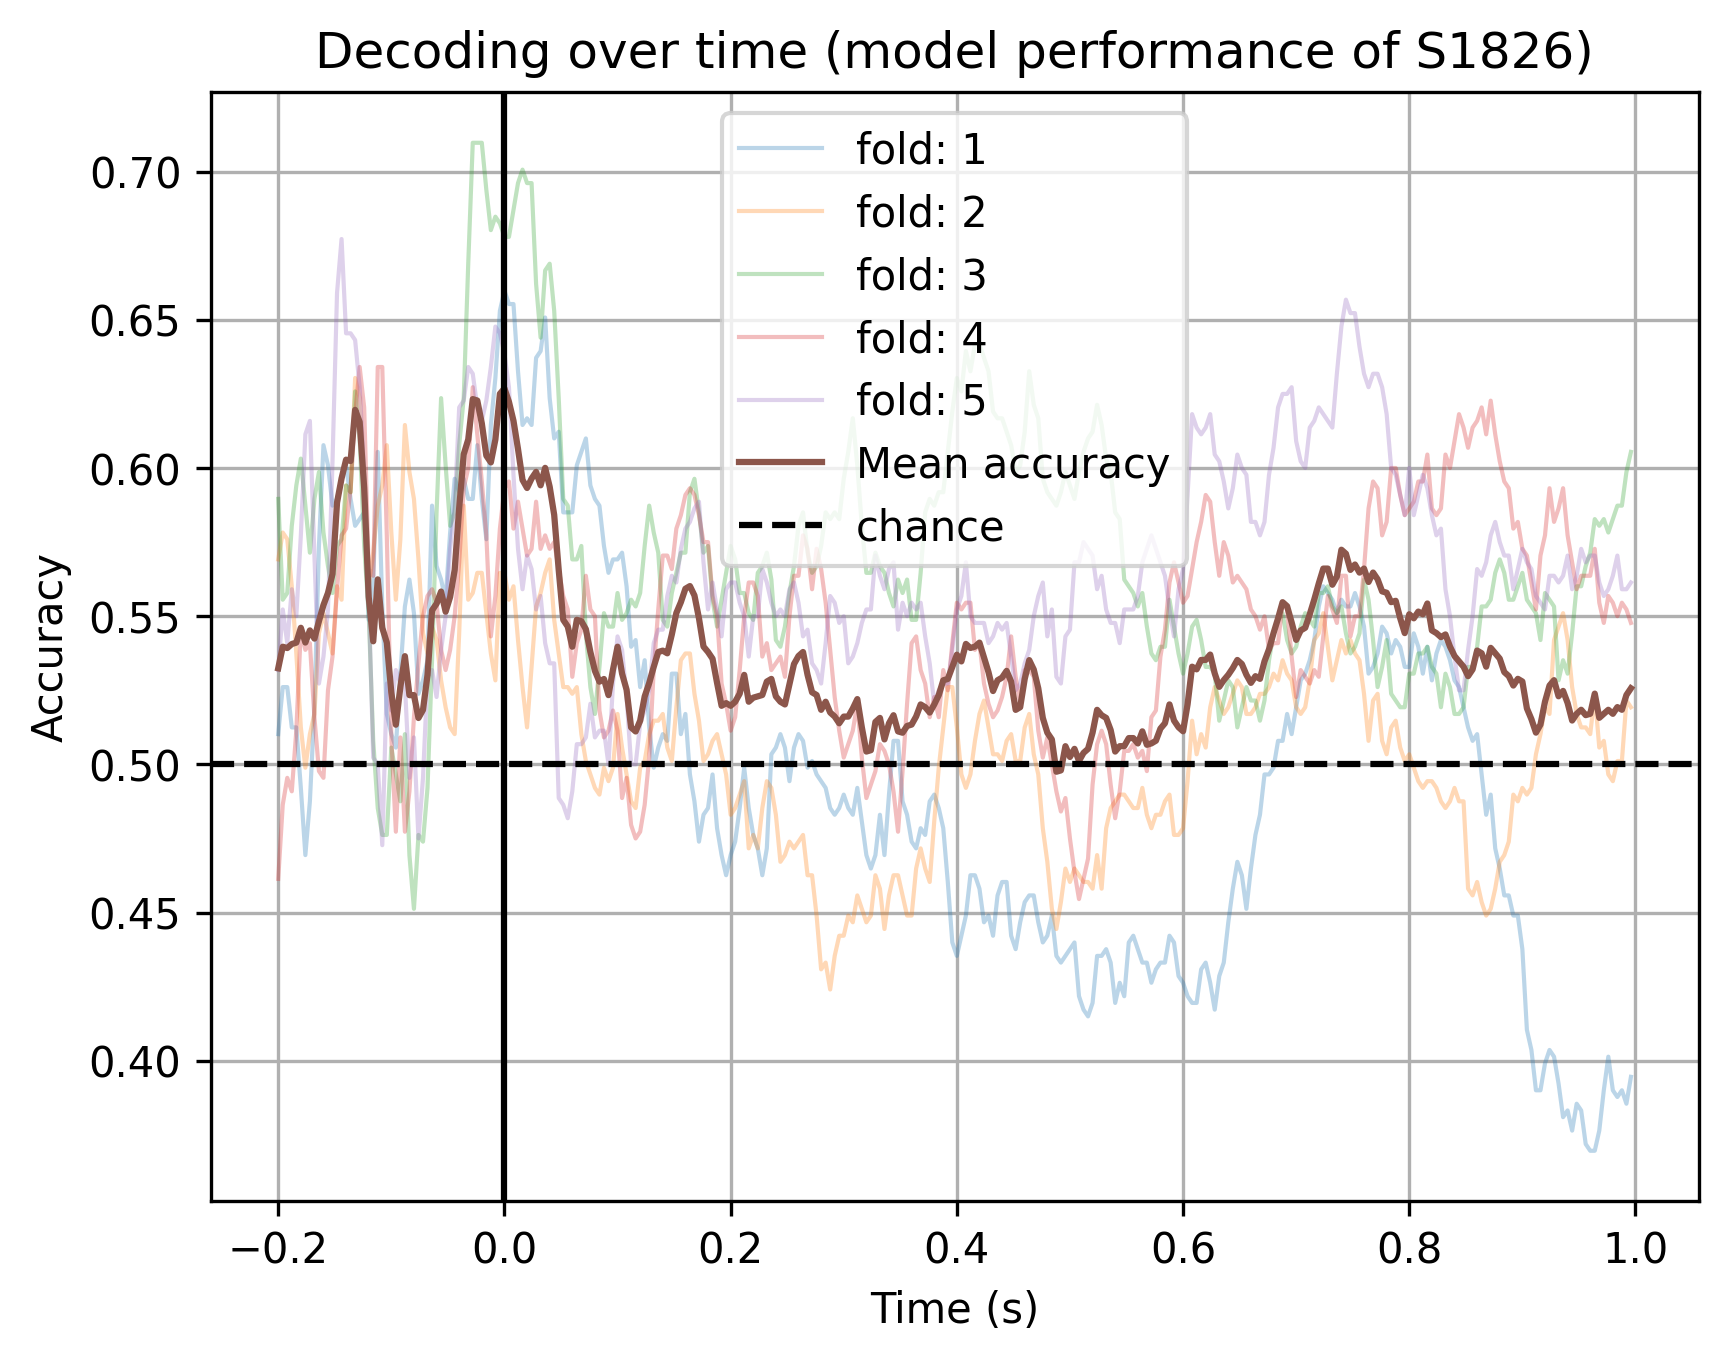 Decoding over time (model performance of S1826)
fold: 1
fold: 2
fold: 3
fold: 4
fold: 5
Mean accuracy
chance
Accuracy
0.70
0.65
0.60
0.55
0.50
0.45
0.40
−0.2
0.0
0.2
0.4
0.6
0.8
1.0
Time (s)